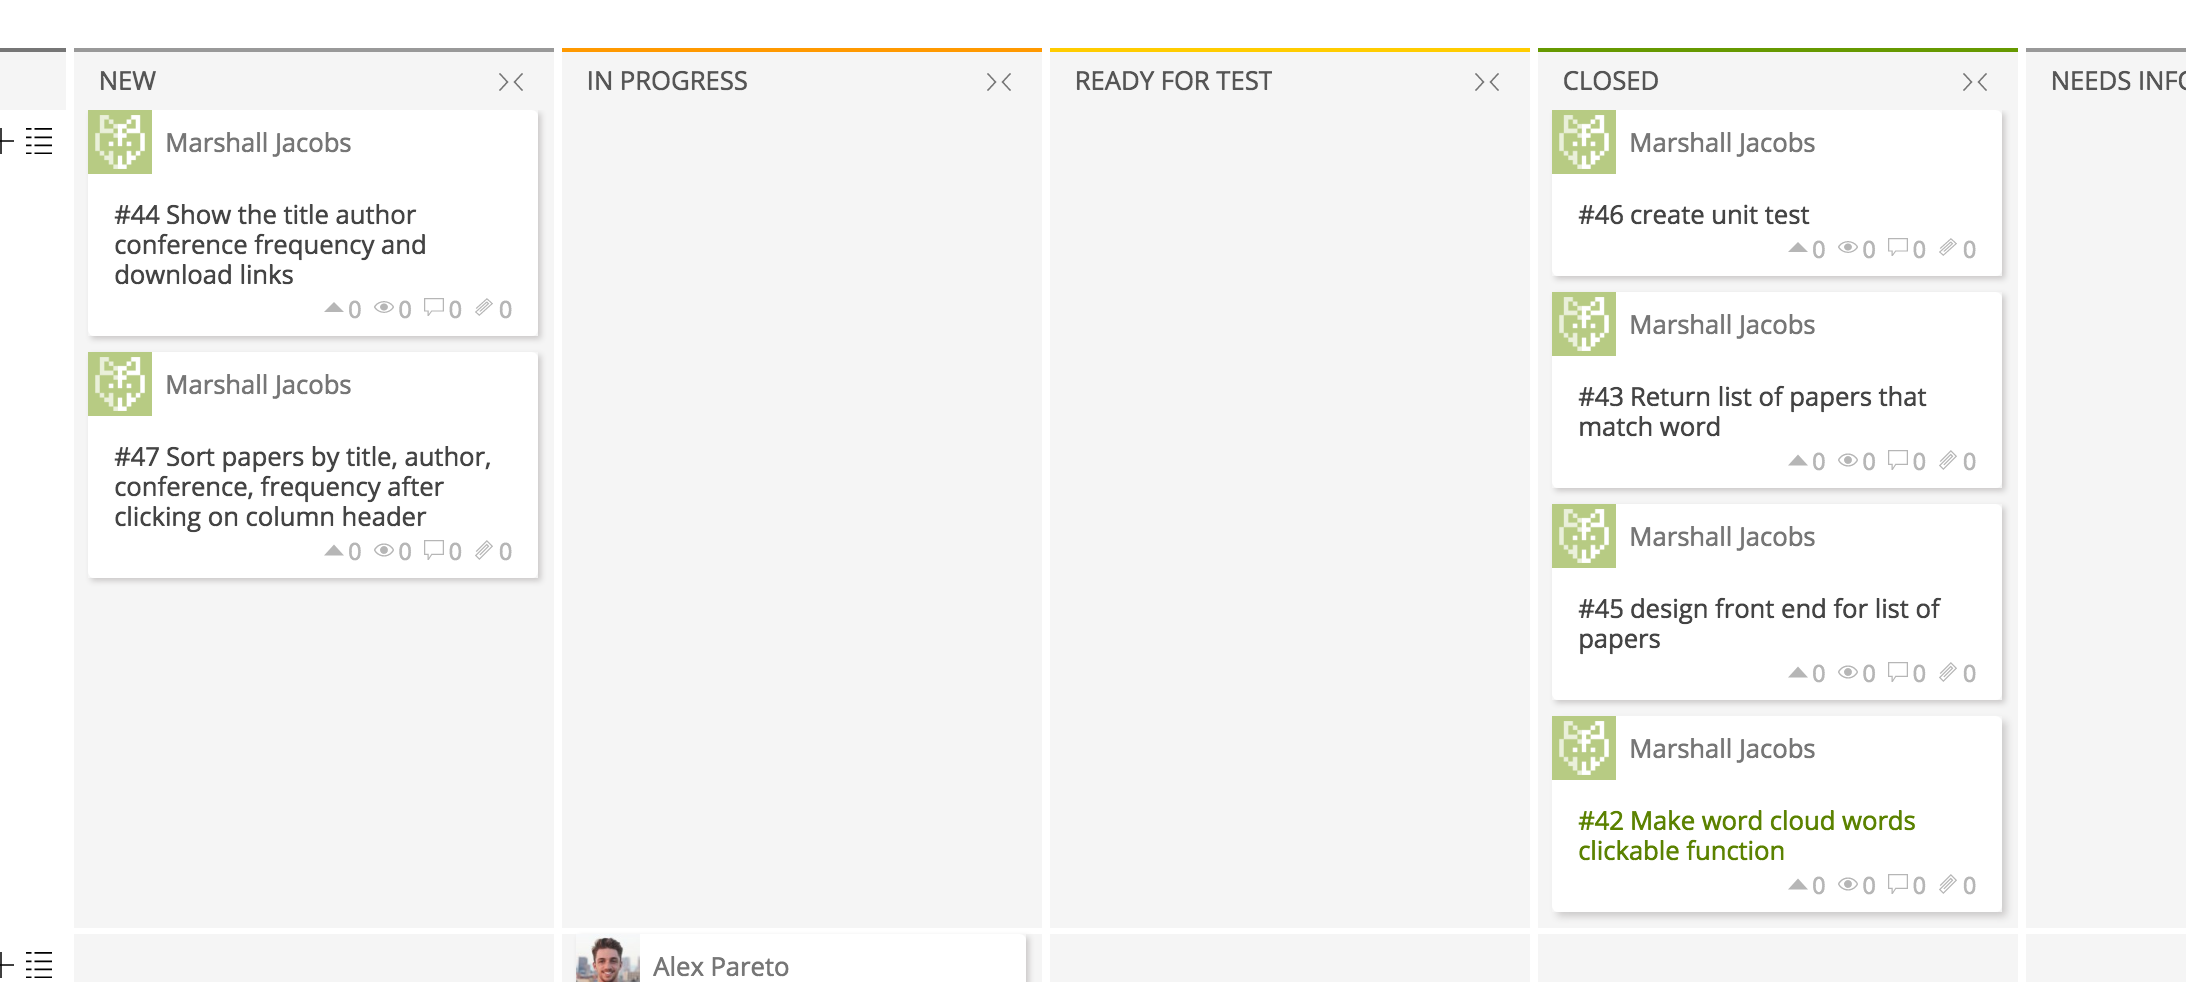 NEW
IN PROGRESS
READY FOR TEST
CLOSED
NEEDS INFO
Marshall Jacobs
#44 Show the title author
conference frequency and
download links
0 0 0 0
Marshall Jacobs
#47 Sort papers by title, author,
conference, frequency after
clicking on column header
0 0 0 0
Marshall Jacobs
#46 create unit test
0 0 0 0
Marshall Jacobs
#43 Return list of papers that
match word
0 0 0 0
Marshall Jacobs
#45 design front end for list of
papers
0 0 0 0
Marshall Jacobs
#42 Make word cloud words
clickable function
0 0 0 0
Alex Pareto